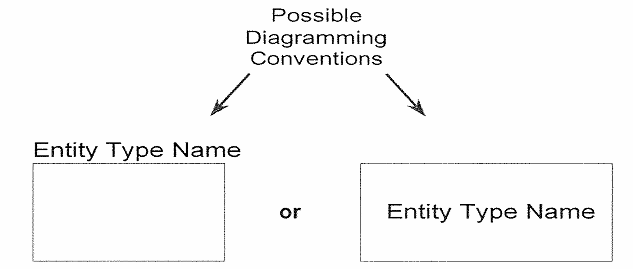 Possible
Diagramming
Conventions
Entity Type Name
or
Entity Type Name